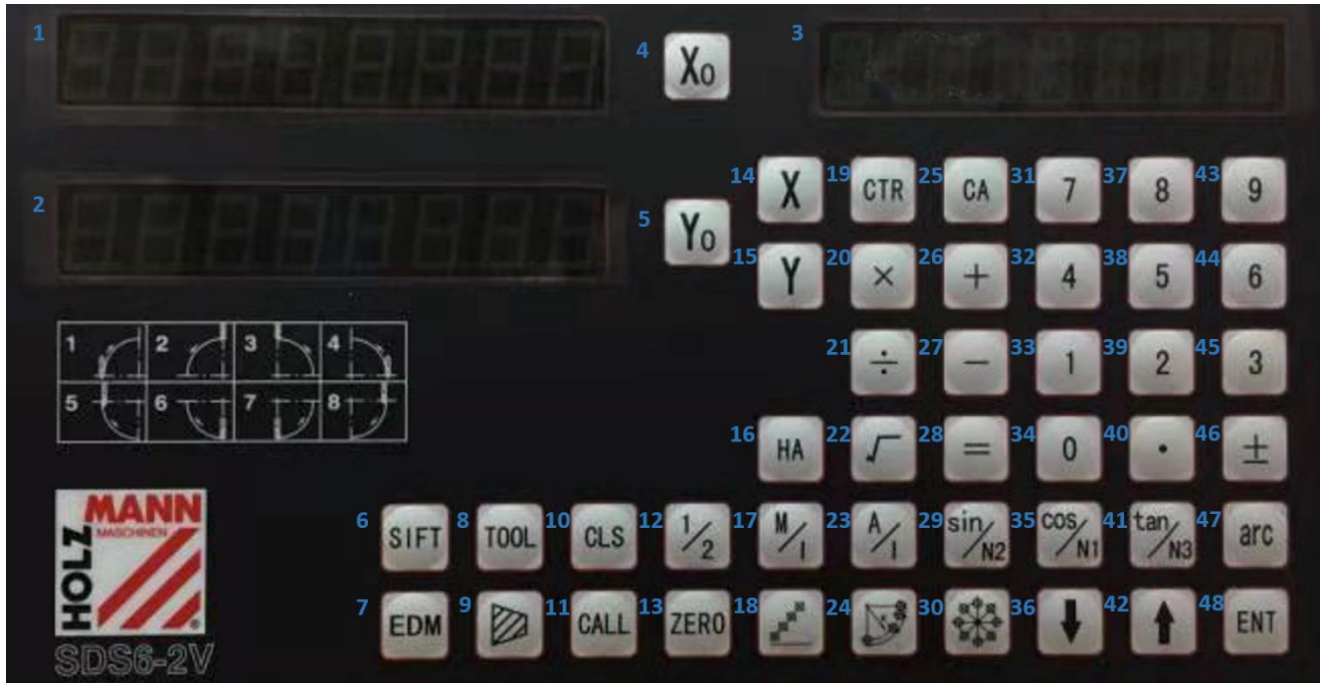 1 4 X0 3
14 X 19 CTR 25 CA 31 7 37 8 43 9
2 5 Y0
15 Y 20 × 26 + 32 4 38 5 44 6
1 2 3 4
21 ÷ 27 − 33 1 39 2 45 3
5 6 7 8
16 HA 22 √ 28 = 34 0 40 . 46 ±
HOLZ
MANN
MASCHINEN
®
6 SIFT 8 TOOL 10 CLS 12 1/2 17 M/I 23 A/I 29 sin/N2 35 cos/N1 41 tan/N3 47 arc
7 EDM 9 11 CALL 13 ZERO 18 24 30 36 ⬇ 42 ⬆ 48 ENT
SDS6-2V